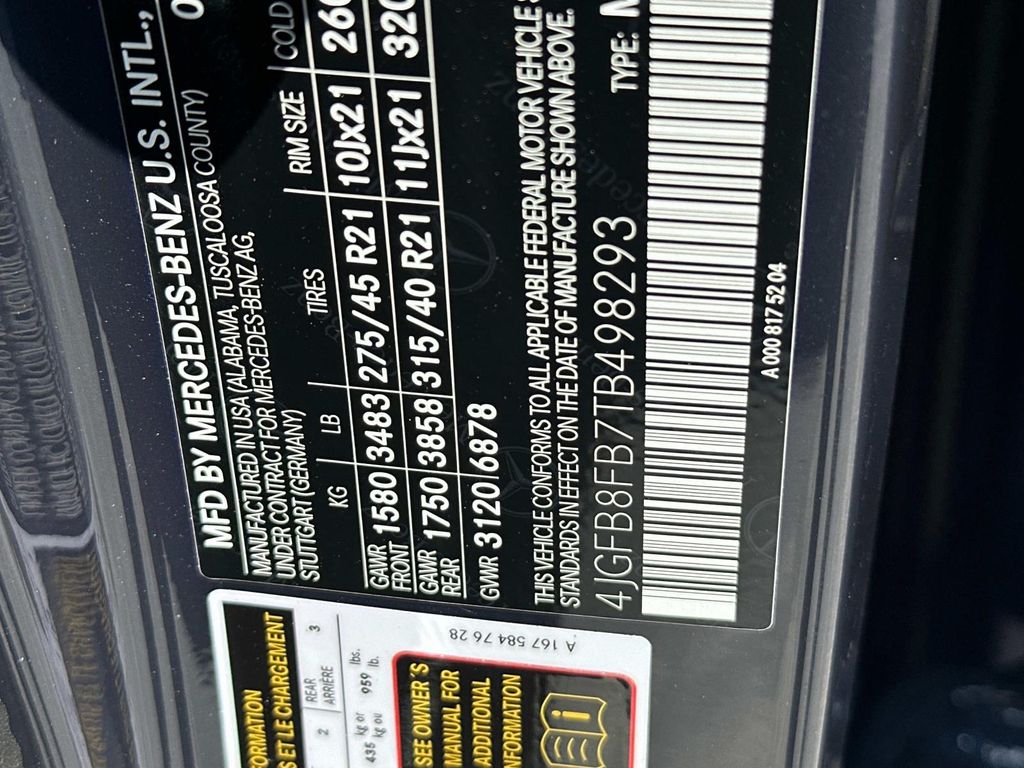 MFD BY MERCEDES-BENZ U.S. INTL.,
MANUFACTURED IN USA (ALABAMA, TUSCALOOSA COUNTY)
UNDER CONTRACT FOR MERCEDES-BENZ AG,
STUTTGART (GERMANY)
KG LB TIRES RIM SIZE COLD
GAWR FRONT 1580 3483 275/45 R21 10Jx21 260
GAWR REAR 1750 3858 315/40 R21 11Jx21 320
GVWR 3120 6878
THIS VEHICLE CONFORMS TO ALL APPLICABLE FEDERAL MOTOR VEHICLE
STANDARDS IN EFFECT ON THE DATE OF MANUFACTURE SHOWN ABOVE.
4JGFB8FB7TB498293 TYPE:
A 000 817 52 04
ET LE CHARGEMENT
2 REAR ARRIÈRE 3
435 kg or kg ou 959 lbs. lb.
SEE OWNER'S
MANUAL FOR
ADDITIONAL
INFORMATION
A 167 584 76 28